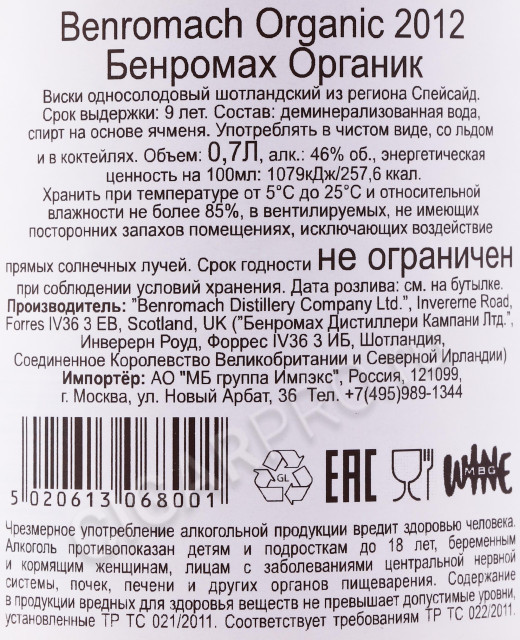 Benromach Organic 2012
Бенромах Органик
Виски односолодовый шотландский из региона Спейсайд.
Срок выдержки: 9 лет. Состав: деминерализованная вода,
спирт на основе ячменя. Употреблять в чистом виде, со льдом
и в коктейлях. Объем: 0,7Л, алк.: 46% об., энергетическая
ценность на 100мл: 1079кДж/257,6 ккал.
Хранить при температуре от 5°С до 25°С и относительной
влажности не более 85%, в вентилируемых, не имеющих
посторонних запахов помещениях, исключающих воздействие
прямых солнечных лучей. Срок годности не ограничен
при соблюдении условий хранения. Дата розлива: см. на бутылке.
Производитель: "Benromach Distillery Company Ltd.", Invererne Road,
Forres IV36 3 EB, Scotland, UK ("Бенромах Дистиллери Кампани Лтд.",
Инверерн Роуд, Форрес IV36 3 ИБ, Шотландия,
Соединенное Королевство Великобритании и Северной Ирландии)
Импортёр: АО "МБ группа Импэкс", Россия, 121099,
г. Москва, ул. Новый Арбат, 36 Тел. +7(495)989-1344
5 020613 068001
GL
EAC
WINE
MBG
Чрезмерное употребление алкогольной продукции вредит здоровью человека.
Алкоголь противопоказан детям и подросткам до 18 лет, беременным
и кормящим женщинам, лицам с заболеваниями центральной нервной
системы, почек, печени и других органов пищеварения. Содержание
в продукции вредных для здоровья веществ не превышает допустимые уровни,
установленные ТР ТС 021/2011. Соответствует требованиям ТР ТС 022/2011.